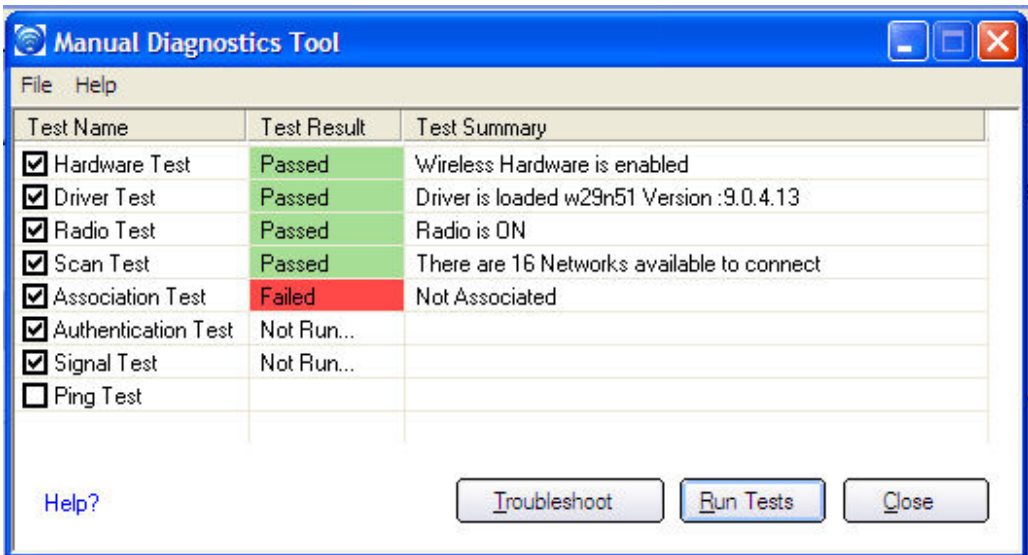 Manual Diagnostics Tool
File Help
Test Name Test Result Test Summary
Hardware Test Passed Wireless Hardware is enabled
Driver Test Passed Driver is loaded w29n51 Version :9.0.4.13
Radio Test Passed Radio is ON
Scan Test Passed There are 16 Networks available to connect
Association Test Failed Not Associated
Authentication Test Not Run...
Signal Test Not Run...
Ping Test
Help? Troubleshoot Run Tests Close